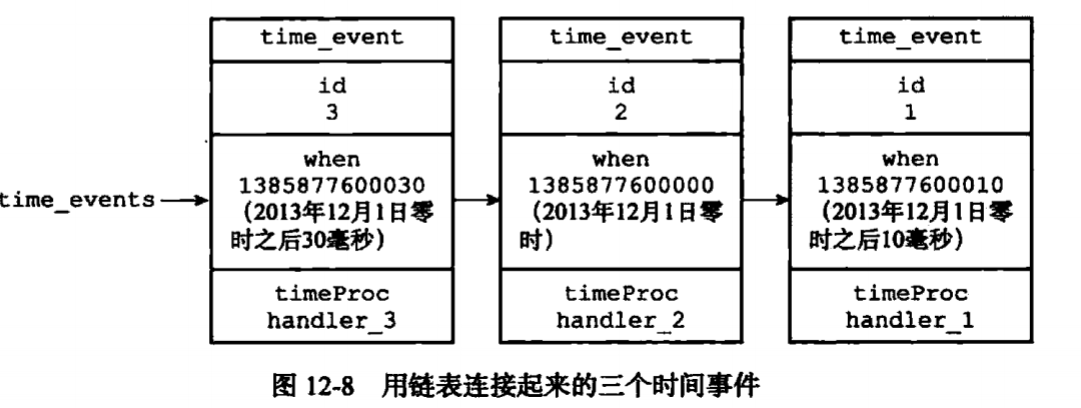 time_event
id
3
when
1385877600030
(2013年12月1日零
时之后30毫秒)
timeProc
handler_3
time_event
id
2
when
1385877600000
(2013年12月1日零
时)
timeProc
handler_2
time_event
id
1
when
1385877600010
(2013年12月1日零
时之后10毫秒)
timeProc
handler_1
time_events
图 12-8 用链表连接起来的三个时间事件